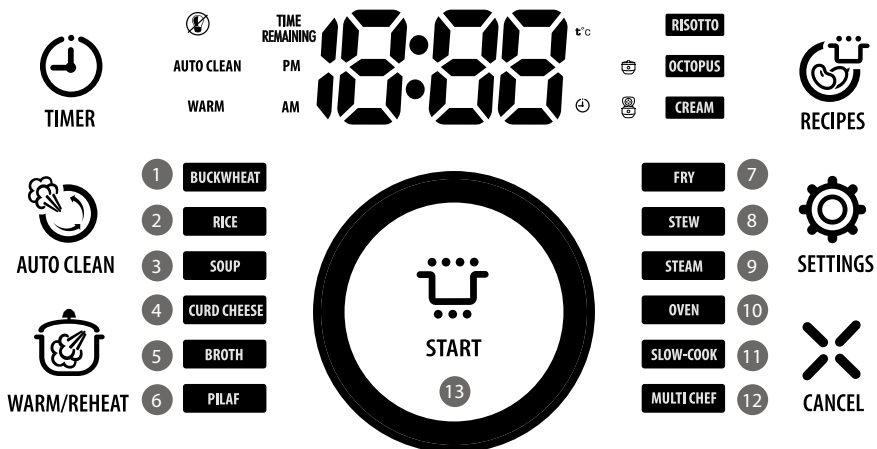 TIME
REMAINING
18:88
t°C
RISOTTO
AUTO CLEAN
PM
OCTOPUS
WARM
AM
CREAM
TIMER
RECIPES
1 BUCKWHEAT
FRY 7
2 RICE
STEW 8
AUTO CLEAN
3 SOUP
STEAM 9
SETTINGS
4 CURD CHEESE
OVEN 10
START
5 BROTH
SLOW-COOK 11
WARM/REHEAT
6 PILAF
13
MULTI CHEF 12
CANCEL